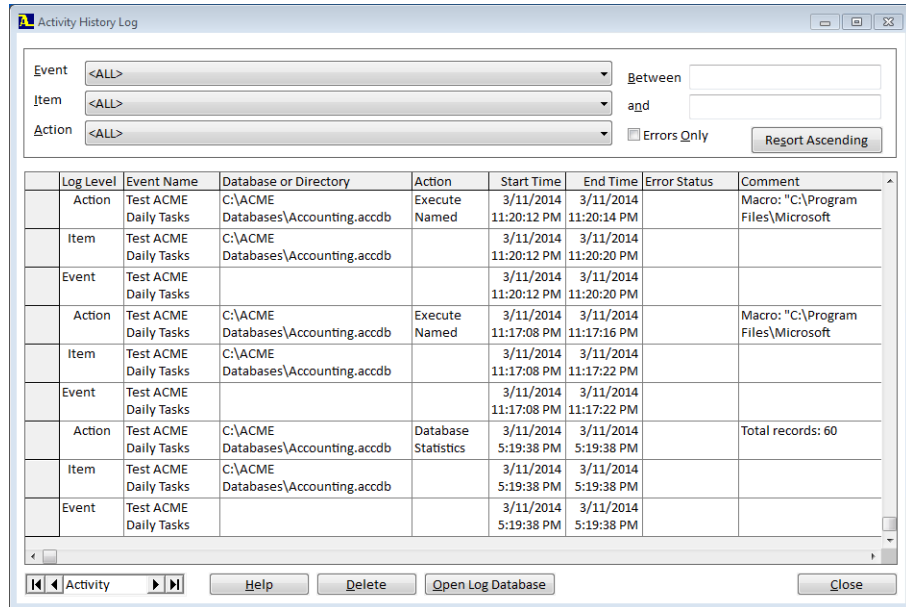 Activity History Log
Event <ALL> Between
Item <ALL> and
Action <ALL> Errors Only Resort Ascending
Log Level Event Name Database or Directory Action Start Time End Time Error Status Comment
Action Test ACME C:\ACME Execute 3/11/2014 3/11/2014 Macro: "C:\Program
Daily Tasks Databases\Accounting.accdb Named 11:20:12 PM 11:20:14 PM Files\Microsoft
Item Test ACME C:\ACME 3/11/2014 3/11/2014
Daily Tasks Databases\Accounting.accdb 11:20:12 PM 11:20:20 PM
Event Test ACME 3/11/2014 3/11/2014
Daily Tasks 11:20:12 PM 11:20:20 PM
Action Test ACME C:\ACME Execute 3/11/2014 3/11/2014 Macro: "C:\Program
Daily Tasks Databases\Accounting.accdb Named 11:17:08 PM 11:17:16 PM Files\Microsoft
Item Test ACME C:\ACME 3/11/2014 3/11/2014
Daily Tasks Databases\Accounting.accdb 11:17:08 PM 11:17:22 PM
Event Test ACME 3/11/2014 3/11/2014
Daily Tasks 11:17:08 PM 11:17:22 PM
Action Test ACME C:\ACME Database 3/11/2014 3/11/2014 Total records: 60
Daily Tasks Databases\Accounting.accdb Statistics 5:19:38 PM 5:19:38 PM
Item Test ACME C:\ACME 3/11/2014 3/11/2014
Daily Tasks Databases\Accounting.accdb 5:19:38 PM 5:19:38 PM
Event Test ACME 3/11/2014 3/11/2014
Daily Tasks 5:19:38 PM 5:19:38 PM
Activity Help Delete Open Log Database Close